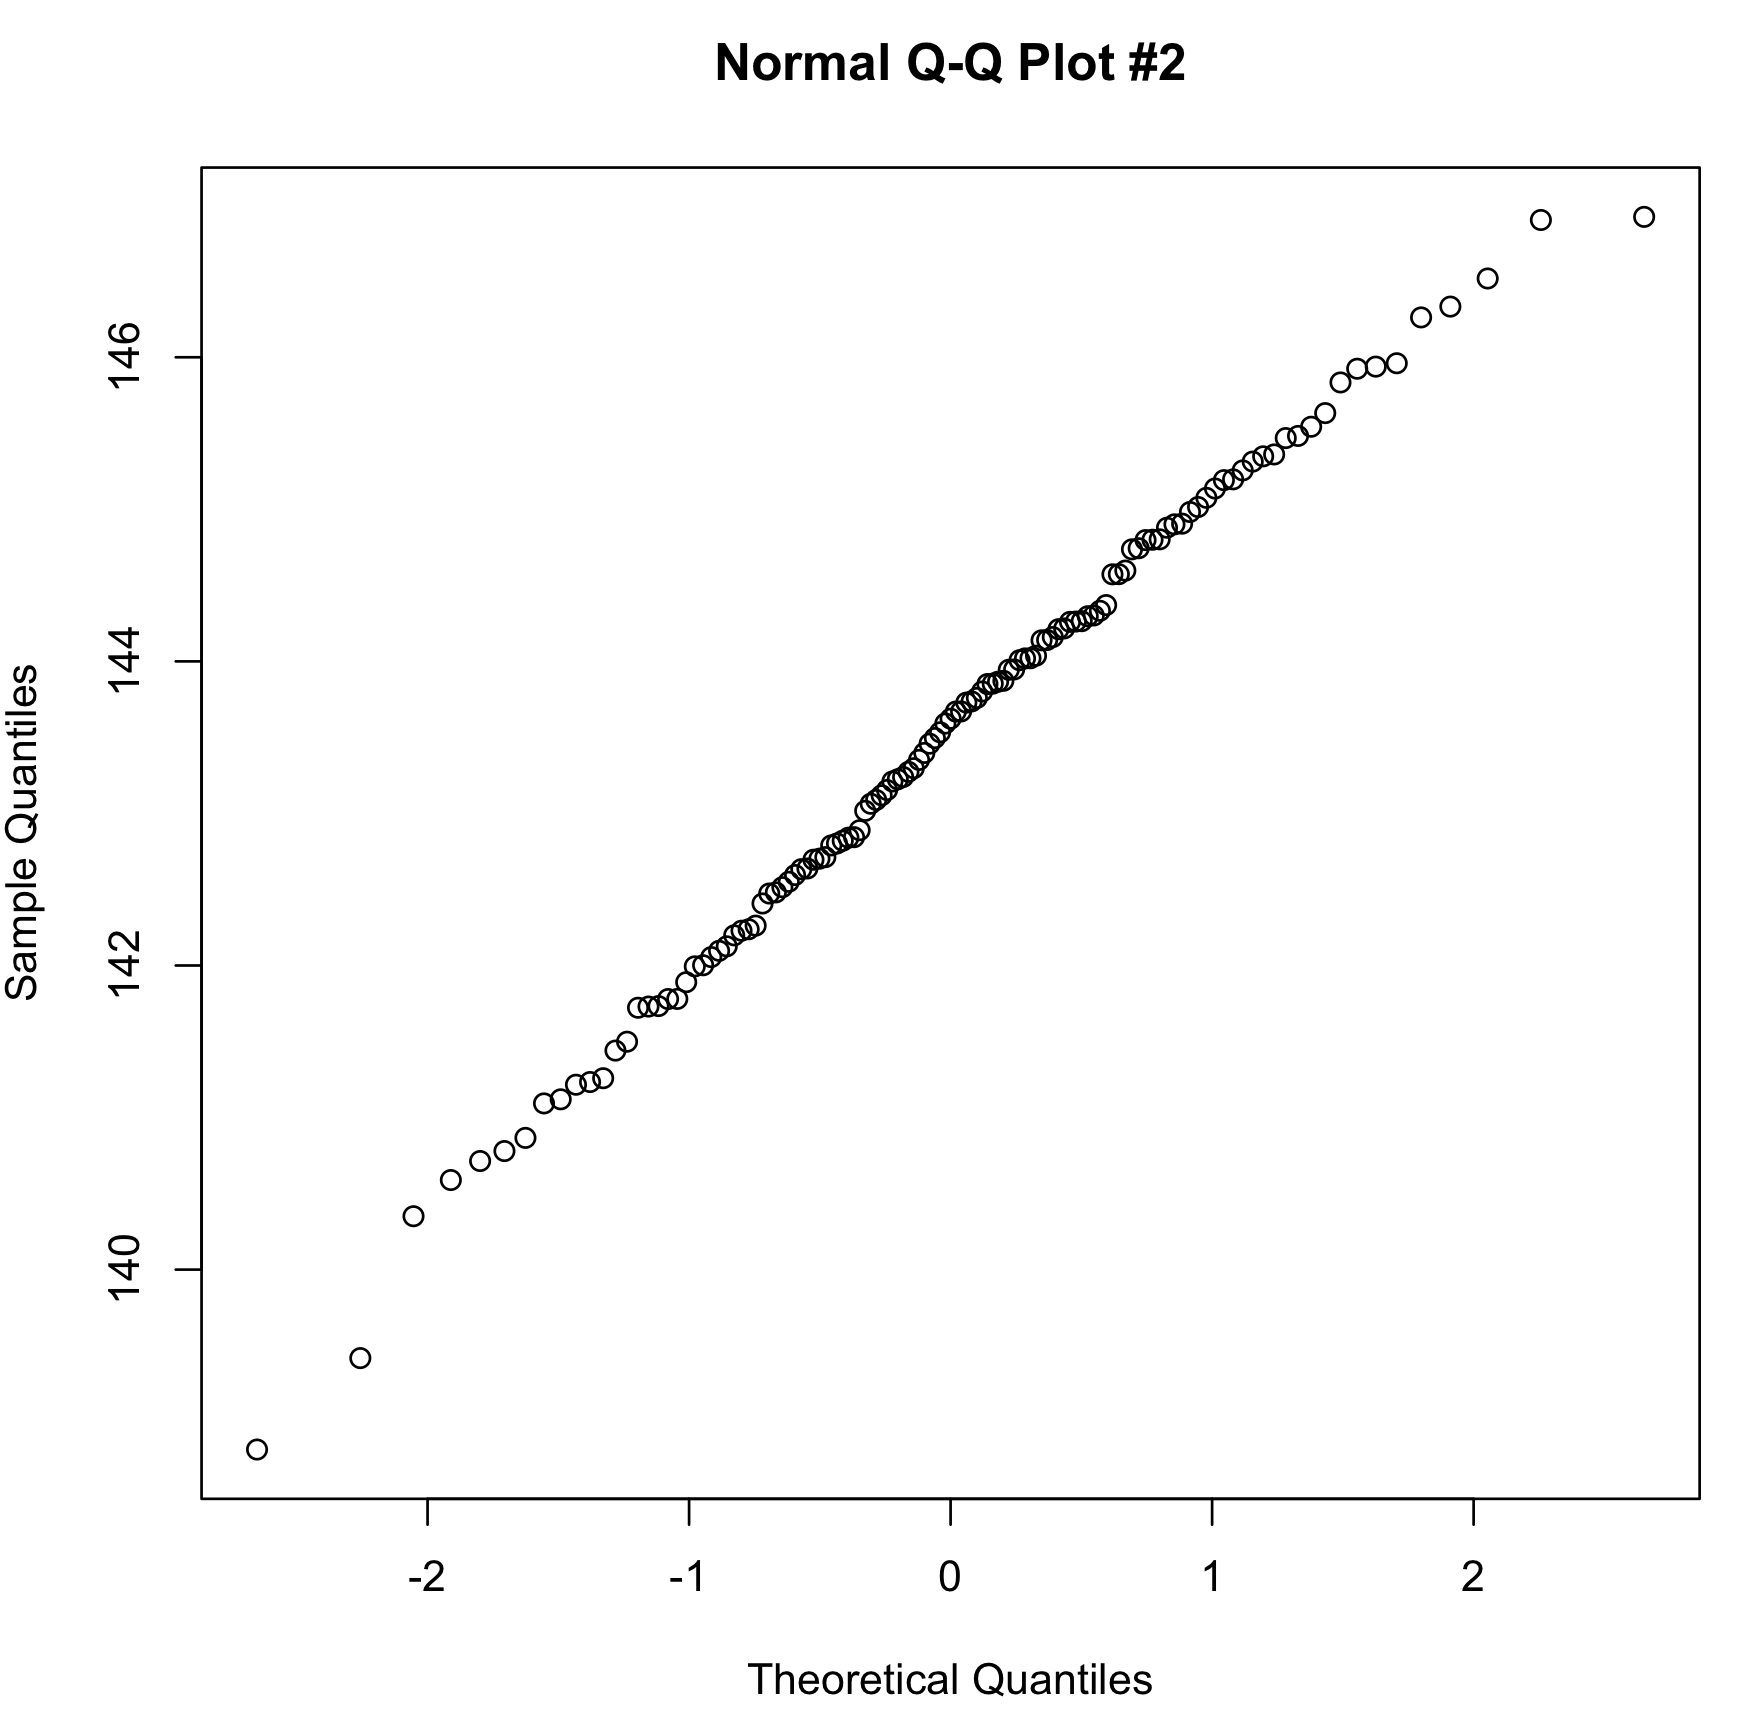 Normal Q-Q Plot #2
Sample Quantiles
146
144
142
140
-2 -1 0 1 2
Theoretical Quantiles